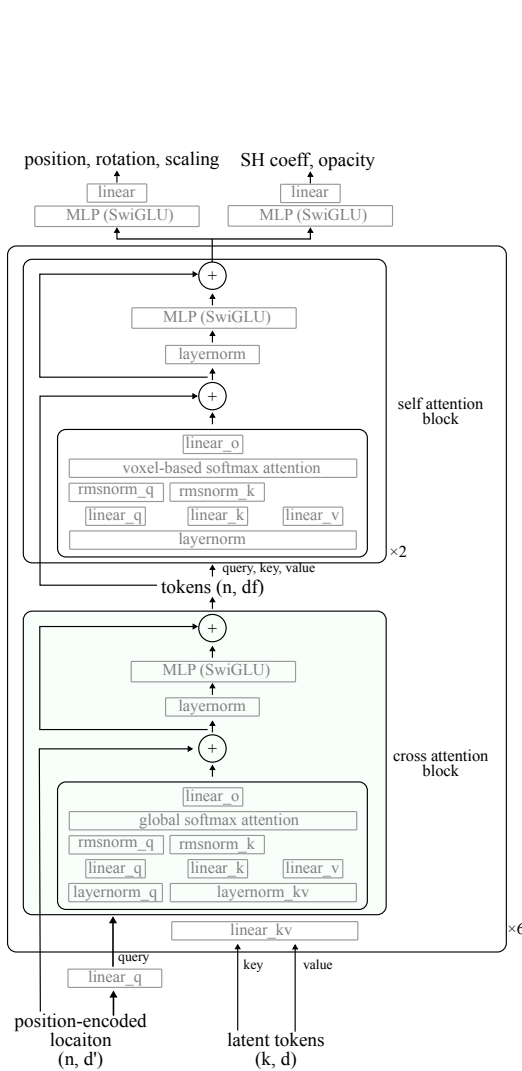 position, rotation, scaling SH coeff, opacity
linear linear
MLP (SwiGLU) MLP (SwiGLU)
+
MLP (SwiGLU)
layernorm
+
self attention
block
linear_o
voxel-based softmax attention
rmsnorm_q rmsnorm_k
linear_q linear_k linear_v
layernorm
×2
query, key, value
tokens (n, df)
+
MLP (SwiGLU)
layernorm
+
cross attention
block
linear_o
global softmax attention
rmsnorm_q rmsnorm_k
linear_q linear_k linear_v
layernorm_q layernorm_kv
linear_kv
×6
query
key value
linear_q
position-encoded
locaiton
(n, d')
latent tokens
(k, d)